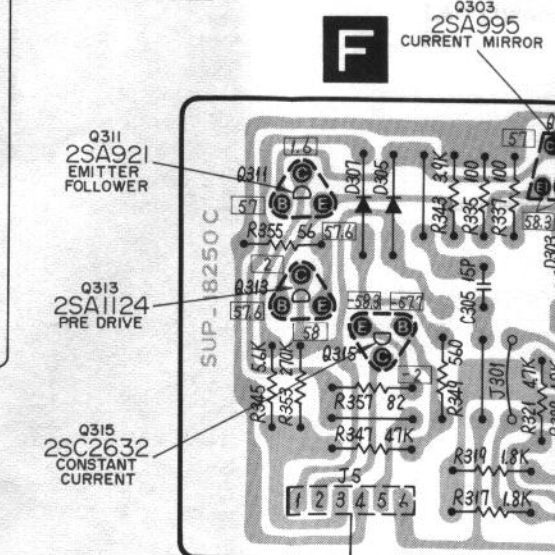 Q303
2SA995
CURRENT MIRROR
F
Q311
2SA921
EMITTER
FOLLOWER
Q313
2SA1124
PRE DRIVE
Q315
2SC2632
CONSTANT
CURRENT
SUP-18250 C
1.6
Q311
C
B
E
57
R355 56
57.6
2
Q313
C
B
57.6
58
D307
D305
3.9K
R343
100
R335
100
R337
57
58.3
D303
-58.3
-57.7
E
B
C
Q315
-2
15P
C305
5.6K
R345
270K
R353
R357 82
R347 47K
560
R349
J301
4.7K
R321
R319 1.8K
R317 1.8K
J5
1 2 3 4 5 6